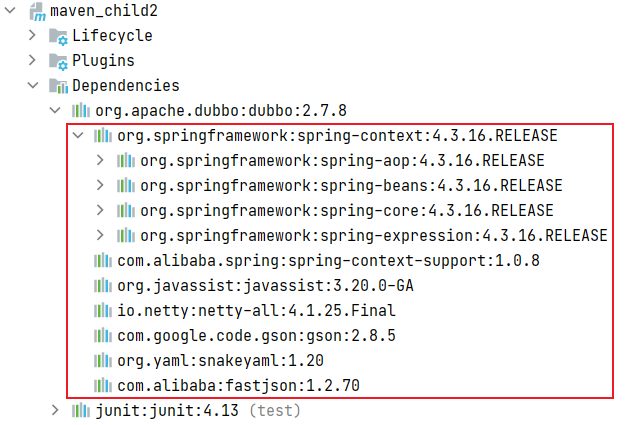 maven_child2
Lifecycle
Plugins
Dependencies
org.apache.dubbo:dubbo:2.7.8
org.springframework:spring-context:4.3.16.RELEASE
org.springframework:spring-aop:4.3.16.RELEASE
org.springframework:spring-beans:4.3.16.RELEASE
org.springframework:spring-core:4.3.16.RELEASE
org.springframework:spring-expression:4.3.16.RELEASE
com.alibaba.spring:spring-context-support:1.0.8
org.javassist:javassist:3.20.0-GA
io.netty:netty-all:4.1.25.Final
com.google.code.gson:gson:2.8.5
org.yaml:snakeyaml:1.20
com.alibaba:fastjson:1.2.70
junit:junit:4.13 (test)